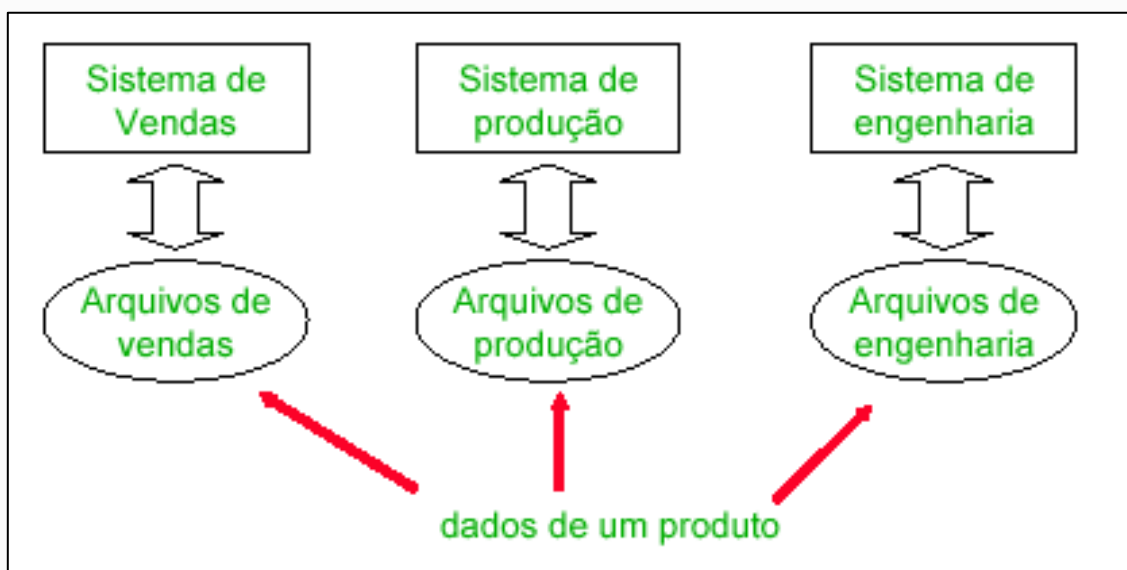 Sistema de
Vendas
Sistema de
produção
Sistema de
engenharia
Arquivos de
vendas
Arquivos de
produção
Arquivos de
engenharia
dados de um produto